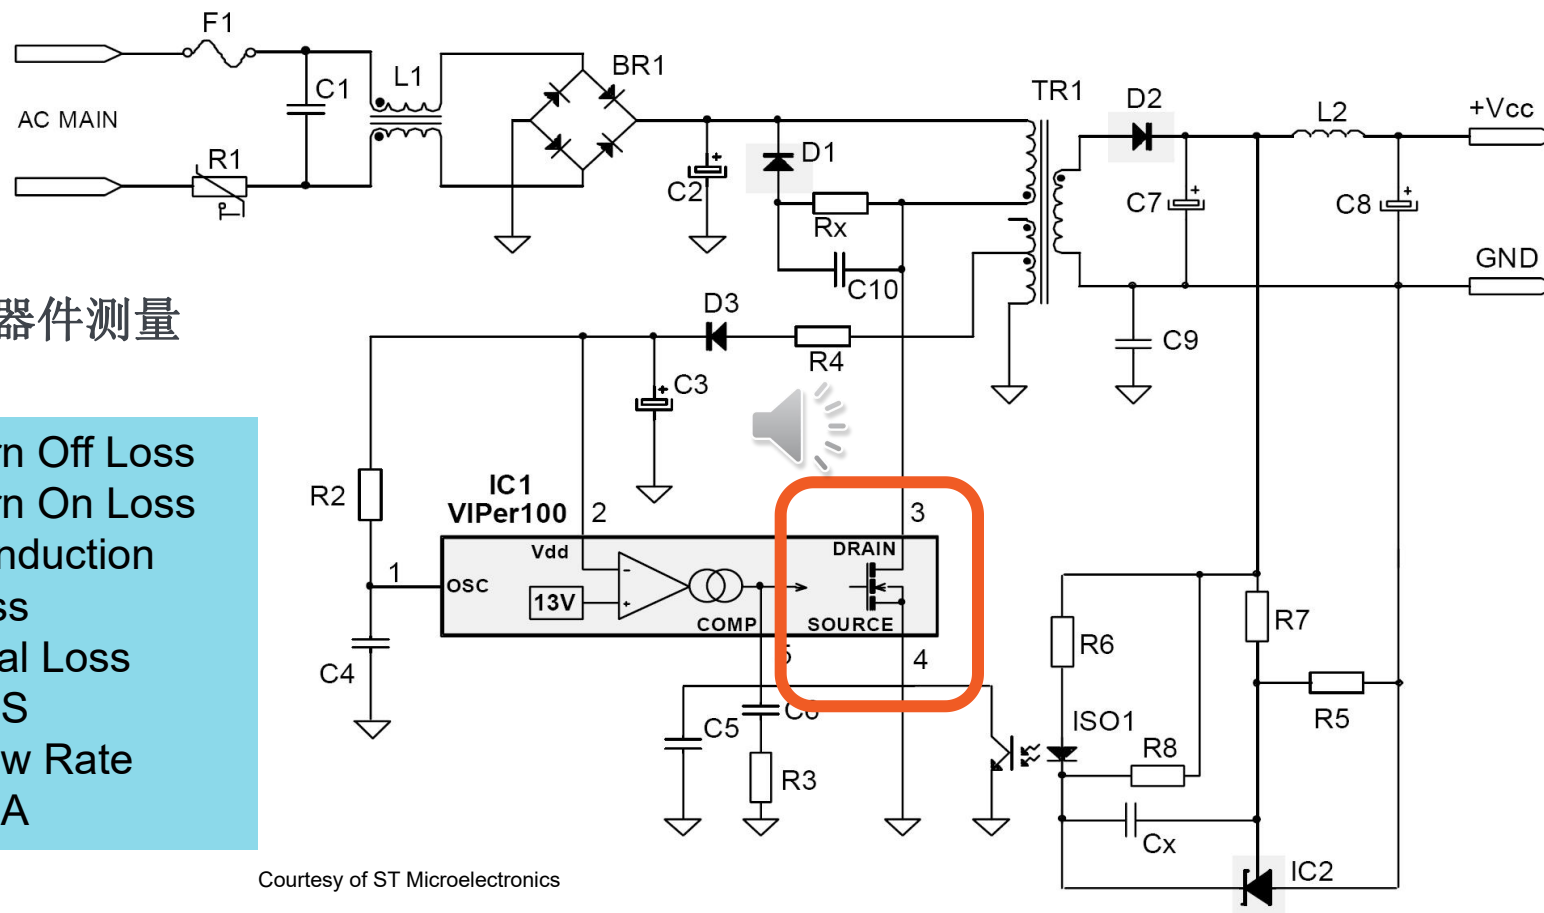 F1
C1
L1
BR1
AC MAIN
R1
C2
D1
Rx
C10
TR1
D2
L2
+Vcc
C7
+
C8
+
GND
C9
器件测量
D3
R4
C3
+
rn Off Loss
rn On Loss
nduction
ss
al Loss
S
w Rate
A
R2
IC1
VIPer100
2
3
1
OSC
Vdd
13V
-
+
COMP
DRAIN
SOURCE
5
4
C4
C5
C6
R3
ISO1
R6
R7
R5
R8
Cx
IC2
Courtesy of ST Microelectronics